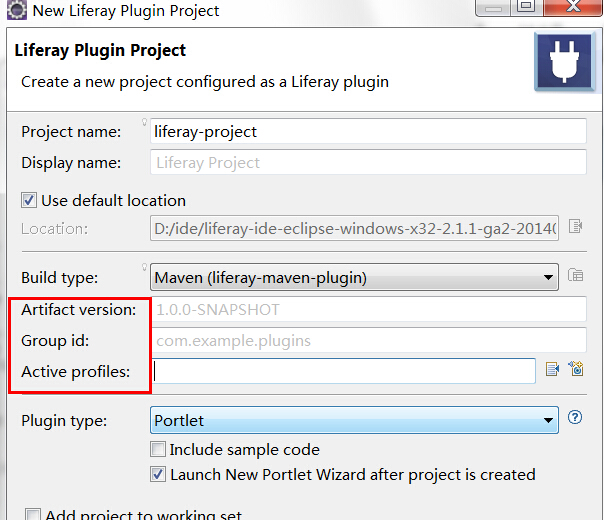 New Liferay Plugin Project
Liferay Plugin Project
Create a new project configured as a Liferay plugin
Project name: liferay-project
Display name: Liferay Project
Use default location
Location: D:/ide/liferay-ide-eclipse-windows-x32-2.1.1-ga2-20140
Build type: Maven (liferay-maven-plugin)
Artifact version: 1.0.0-SNAPSHOT
Group id: com.example.plugins
Active profiles:
Plugin type: Portlet
Include sample code
Launch New Portlet Wizard after project is created
Add project to working set